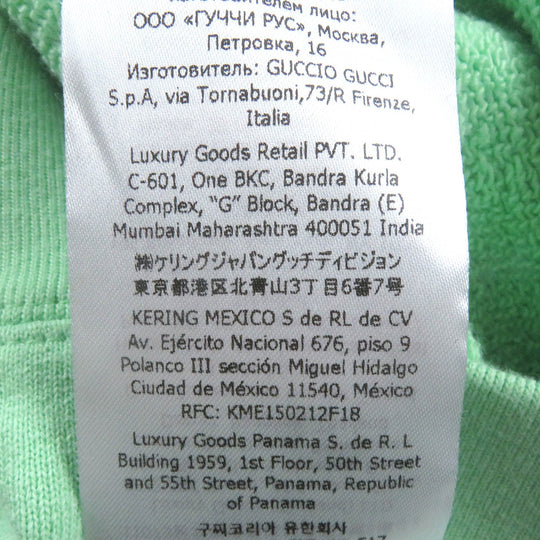 лицо:
ООО «ГУЧЧИ РУС», Москва,
Петровка, 16
Изготовитель: GUCCIO GUCCI
S.p.A, via Tornabuoni,73/R Firenze,
Italia
Luxury Goods Retail PVT. LTD.
C-601, One BKC, Bandra Kurla
Complex, “G” Block, Bandra (E)
Mumbai Maharashtra 400051 India
㈱ケリングジャパングッチディビジョン
東京都港区北青山3丁目6番7号
KERING MEXICO S de RL de CV
Av. Ejército Nacional 676, piso 9
Polanco III sección Miguel Hidalgo
Ciudad de México 11540, México
RFC: KME150212F18
Luxury Goods Panama S. de R. L
Building 1959, 1st Floor, 50th Street
and 55th Street, Panama, Republic
of Panama
구찌코리아 유한회사